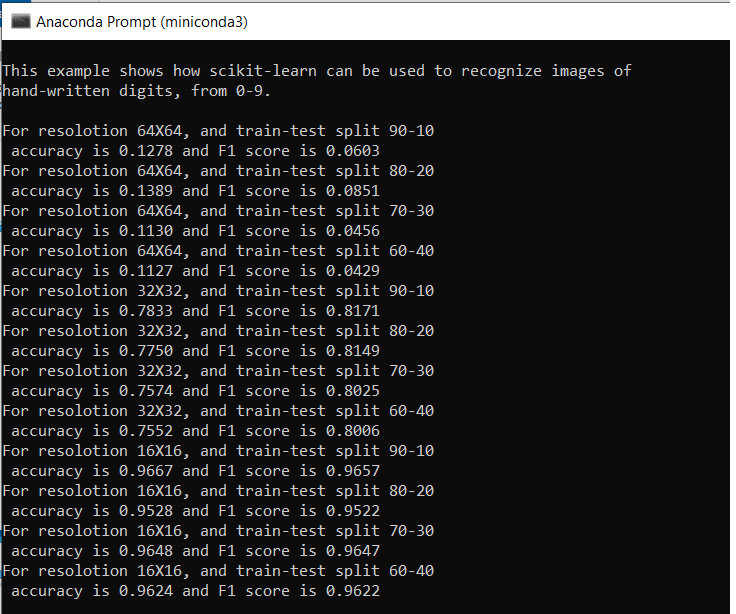 Anaconda Prompt (miniconda3)
This example shows how scikit-learn can be used to recognize images of
hand-written digits, from 0-9.
For resolotion 64X64, and train-test split 90-10
accuracy is 0.1278 and F1 score is 0.0603
For resolotion 64X64, and train-test split 80-20
accuracy is 0.1389 and F1 score is 0.0851
For resolotion 64X64, and train-test split 70-30
accuracy is 0.1130 and F1 score is 0.0456
For resolotion 64X64, and train-test split 60-40
accuracy is 0.1127 and F1 score is 0.0429
For resolotion 32X32, and train-test split 90-10
accuracy is 0.7833 and F1 score is 0.8171
For resolotion 32X32, and train-test split 80-20
accuracy is 0.7750 and F1 score is 0.8149
For resolotion 32X32, and train-test split 70-30
accuracy is 0.7574 and F1 score is 0.8025
For resolotion 32X32, and train-test split 60-40
accuracy is 0.7552 and F1 score is 0.8006
For resolotion 16X16, and train-test split 90-10
accuracy is 0.9667 and F1 score is 0.9657
For resolotion 16X16, and train-test split 80-20
accuracy is 0.9528 and F1 score is 0.9522
For resolotion 16X16, and train-test split 70-30
accuracy is 0.9648 and F1 score is 0.9647
For resolotion 16X16, and train-test split 60-40
accuracy is 0.9624 and F1 score is 0.9622